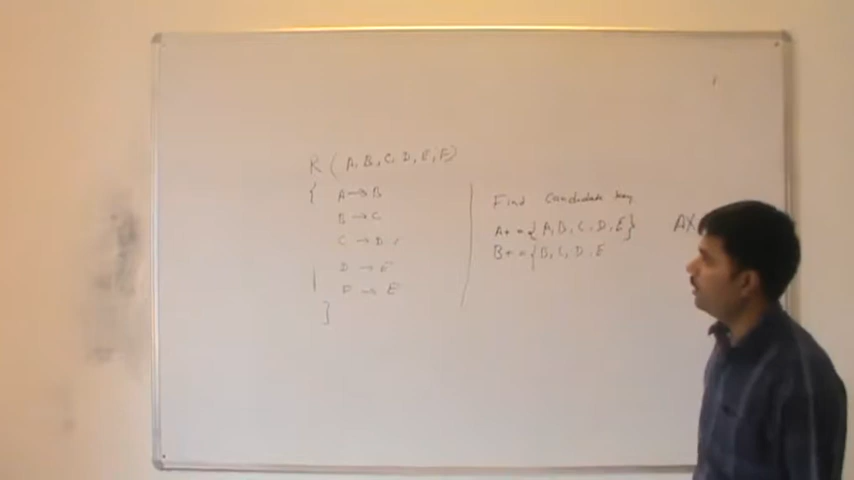 R ( A, B, C, D, E, F)
{ A → B
B → C
C → D
D → E
F → E
}
Find candidate key
A+ = { A, B, C, D, E }
B+ = { B, C, D, E
AX